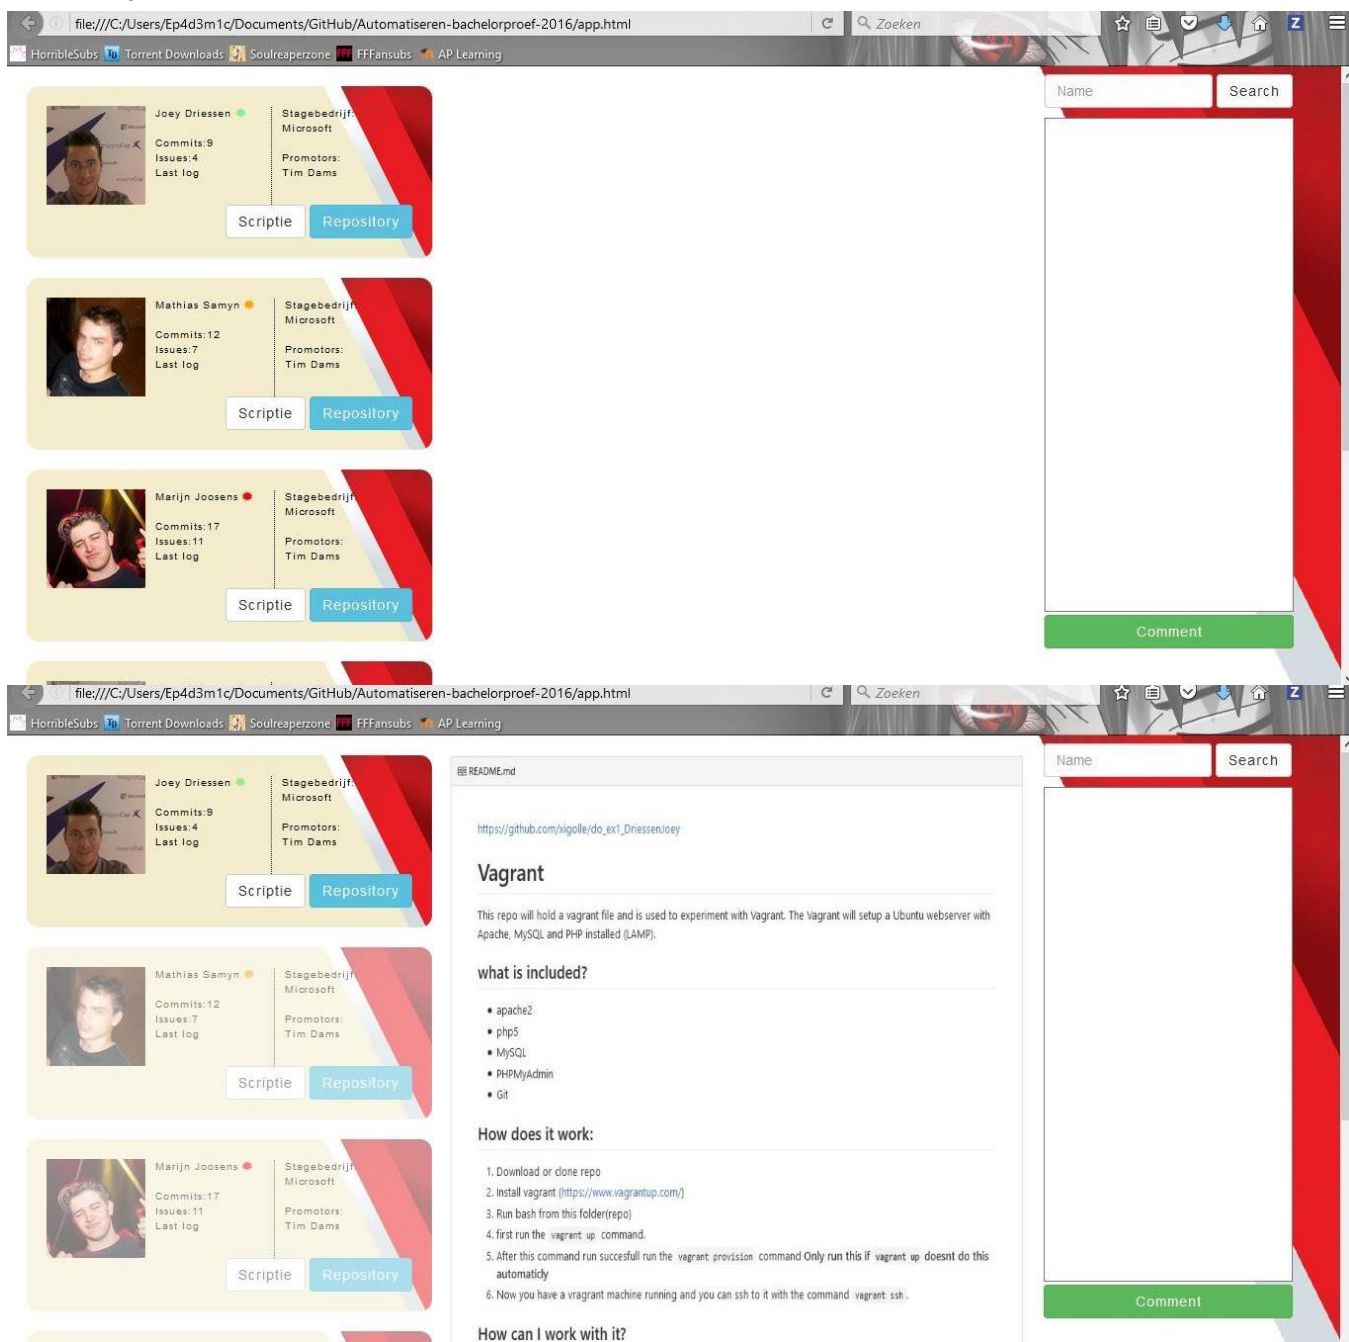 file:///C:/Users/Ep4d3m1c/Documents/GitHub/Automatiseren-bachelorproef-2016/app.html
Zoeken
Z
HorribleSubs TD Torrent Downloads Soulreaperzone FFF FFFansubs AP Learning
Name
Search
Joey Driessen
Commits:9
Issues:4
Last log
Stagebedrijf:
Microsoft
Promotors:
Tim Dams
Scriptie
Repository
Mathias Samyn
Commits:12
Issues:7
Last log
Stagebedrijf:
Microsoft
Promotors:
Tim Dams
Scriptie
Repository
Marijn Joosens
Commits:17
Issues:11
Last log
Stagebedrijf:
Microsoft
Promotors:
Tim Dams
Scriptie
Repository
Comment
file:///C:/Users/Ep4d3m1c/Documents/GitHub/Automatiseren-bachelorproef-2016/app.html
Zoeken
Z
HorribleSubs TD Torrent Downloads Soulreaperzone FFF FFFansubs AP Learning
Name
Search
Joey Driessen
Commits:9
Issues:4
Last log
Stagebedrijf:
Microsoft
Promotors:
Tim Dams
Scriptie
Repository
Mathias Samyn
Commits:12
Issues:7
Last log
Stagebedrijf:
Microsoft
Promotors:
Tim Dams
Scriptie
Repository
Marijn Joosens
Commits:17
Issues:11
Last log
Stagebedrijf:
Microsoft
Promotors:
Tim Dams
Scriptie
Repository
README.md
https://github.com/xigolle/do_ex1_DriessenJoey
Vagrant
This repo will hold a vagrant file and is used to experiment with Vagrant. The Vagrant will setup a Ubuntu webserver with
Apache, MySQL and PHP installed (LAMP).
what is included?
• apache2
• php5
• MySQL
• PHPMyAdmin
• Git
How does it work:
1. Download or clone repo
2. Install vagrant (https://www.vagrantup.com/)
3. Run bash from this folder(repo)
4. first run the vagrant up command.
5. After this command run succesfull run the vagrant provision command Only run this if vagrant up doesnt do this
automaticly
6. Now you have a vragrant machine running and you can ssh to it with the command vagrant ssh.
How can I work with it?
Comment